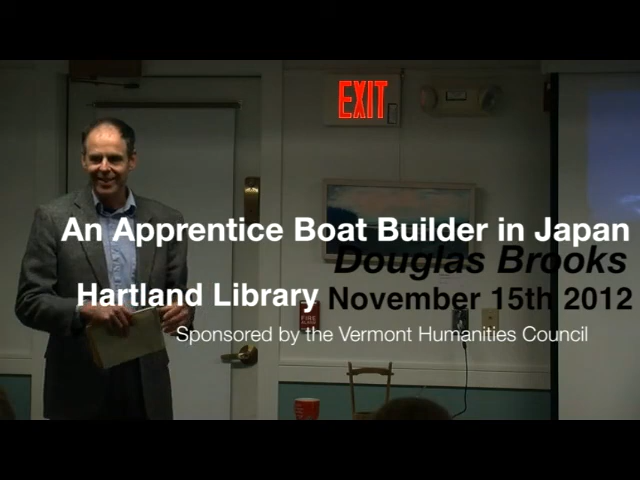 EXIT
An Apprentice Boat Builder in Japan
Douglas Brooks
Hartland Library November 15th 2012
FIRE
Sponsored by the Vermont Humanities Council